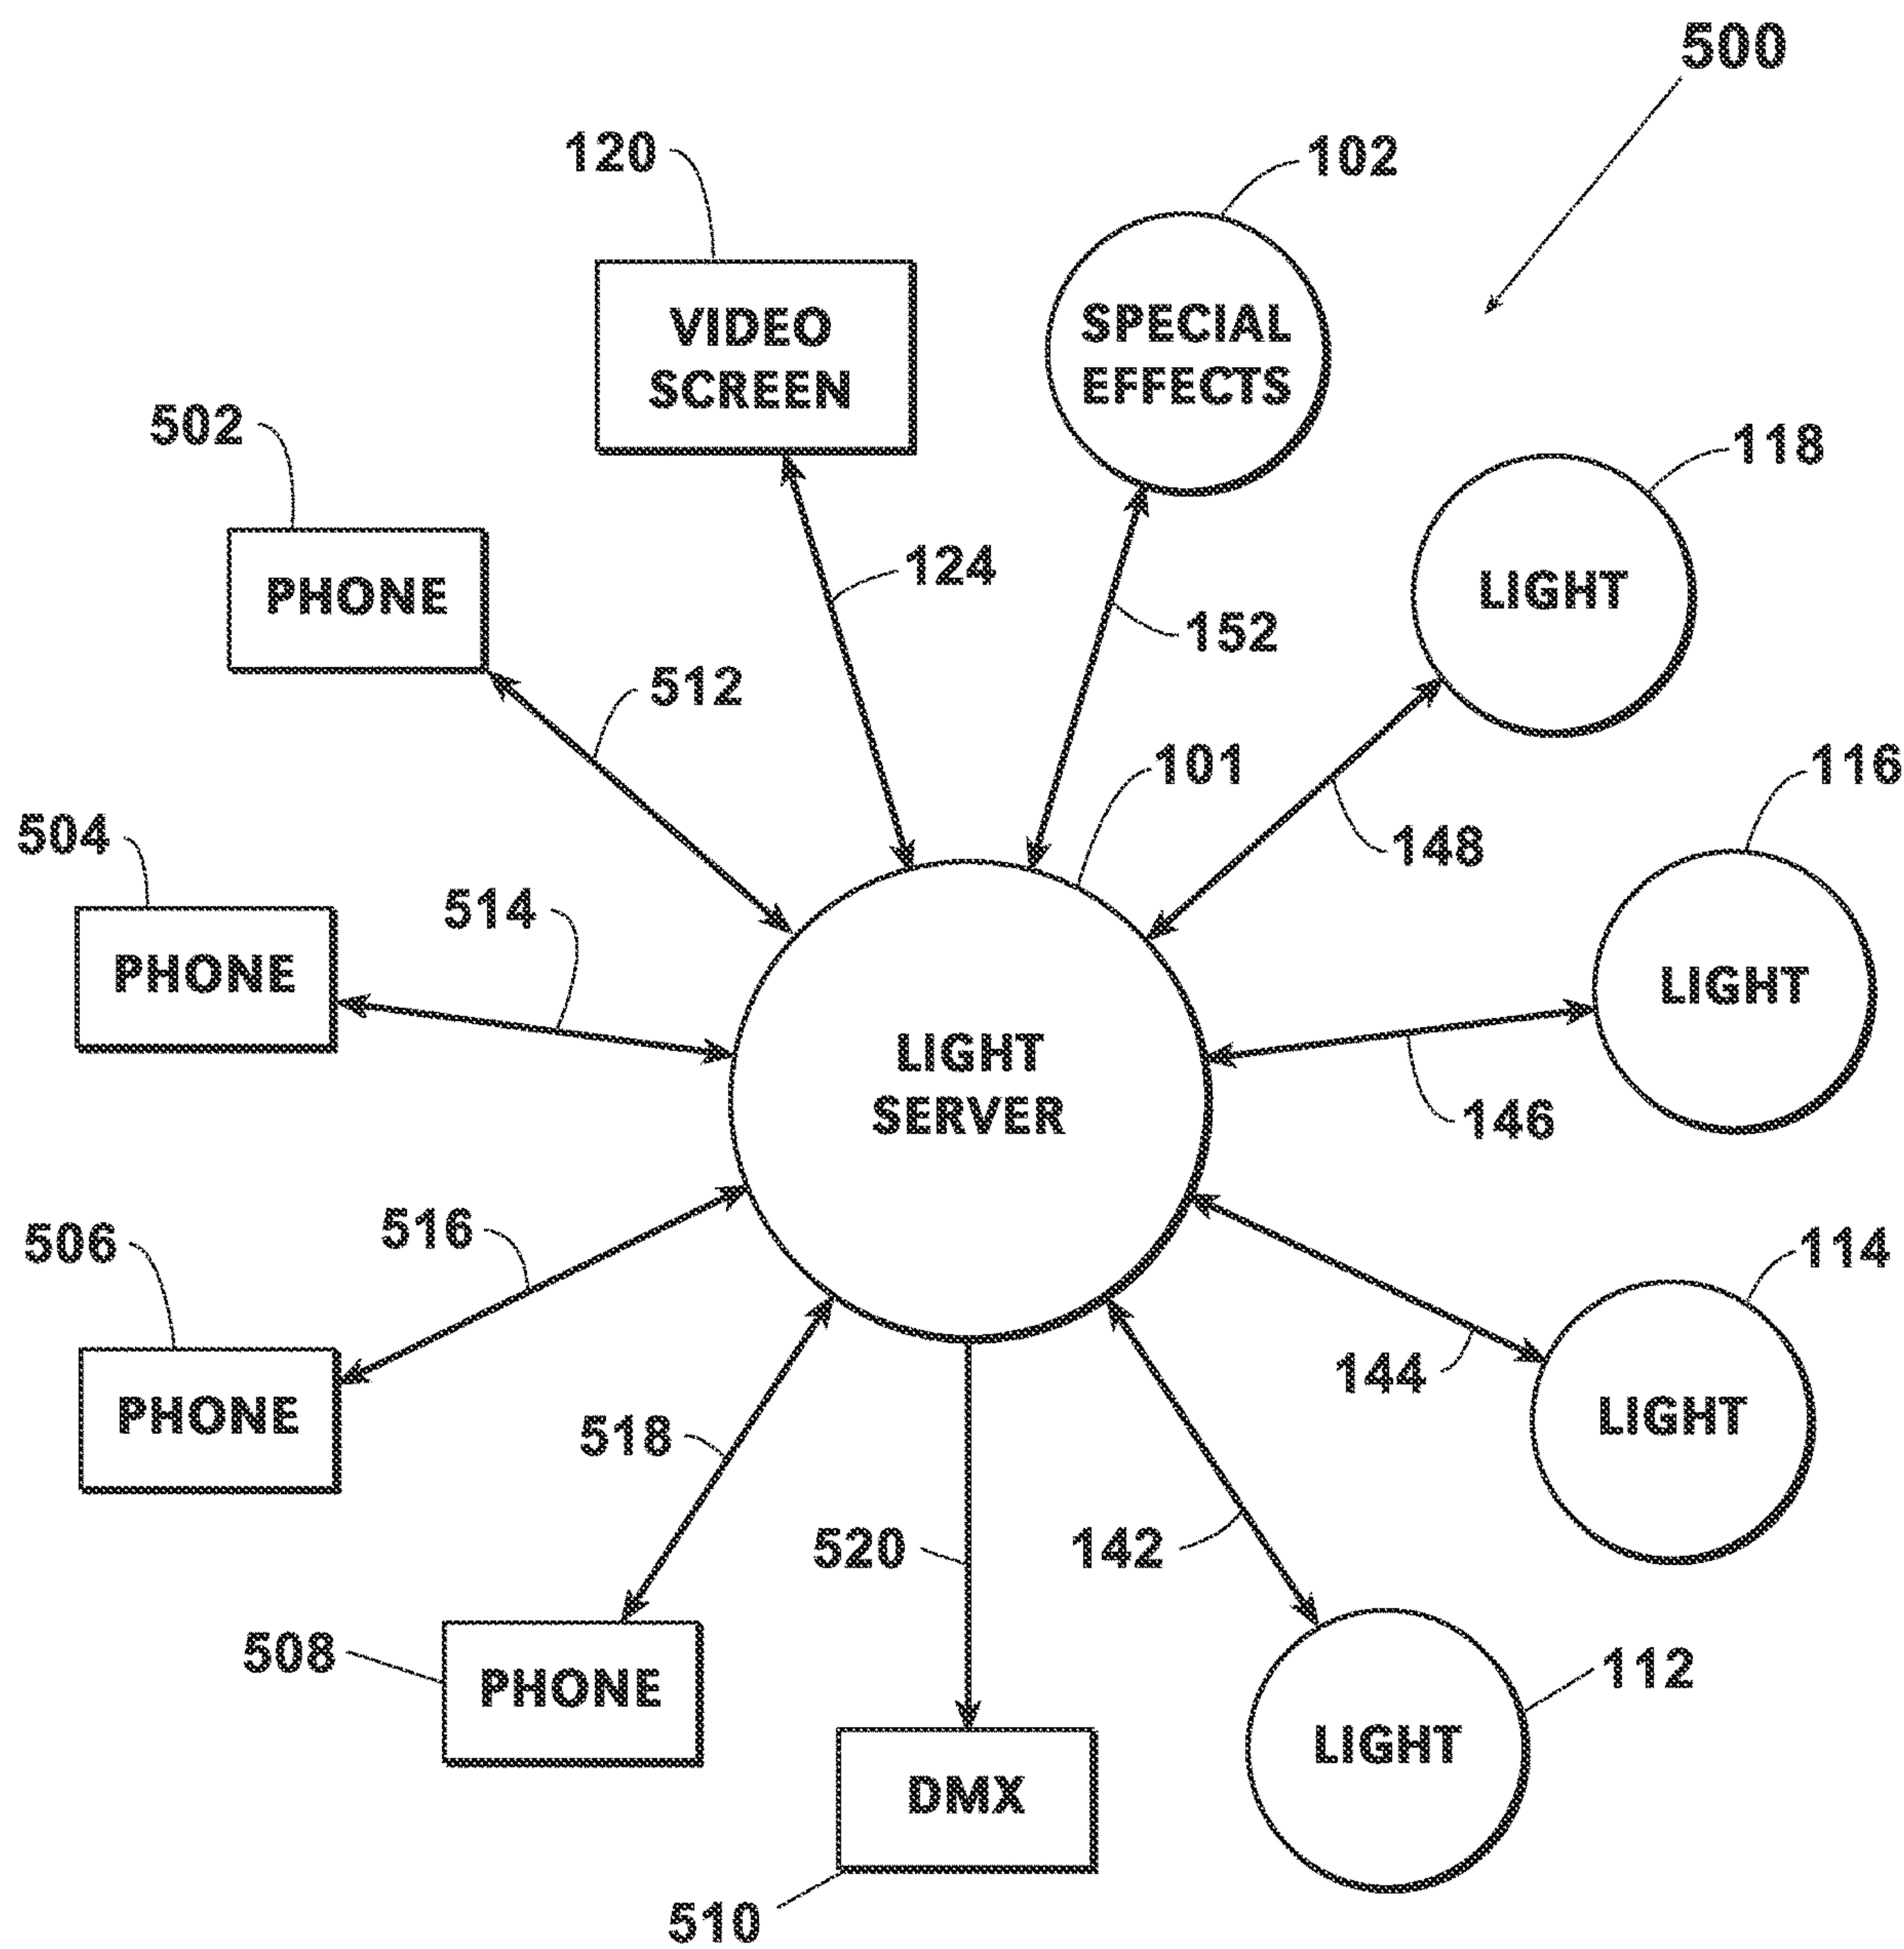 500
120
102
VIDEO
SCREEN
SPECIAL
EFFECTS
502
118
PHONE
124
LIGHT
152
512
101
116
504
148
514
PHONE
LIGHT
LIGHT
SERVER
146
516
506
114
144
PHONE
LIGHT
518
520
142
508
112
PHONE
LIGHT
DMX
510